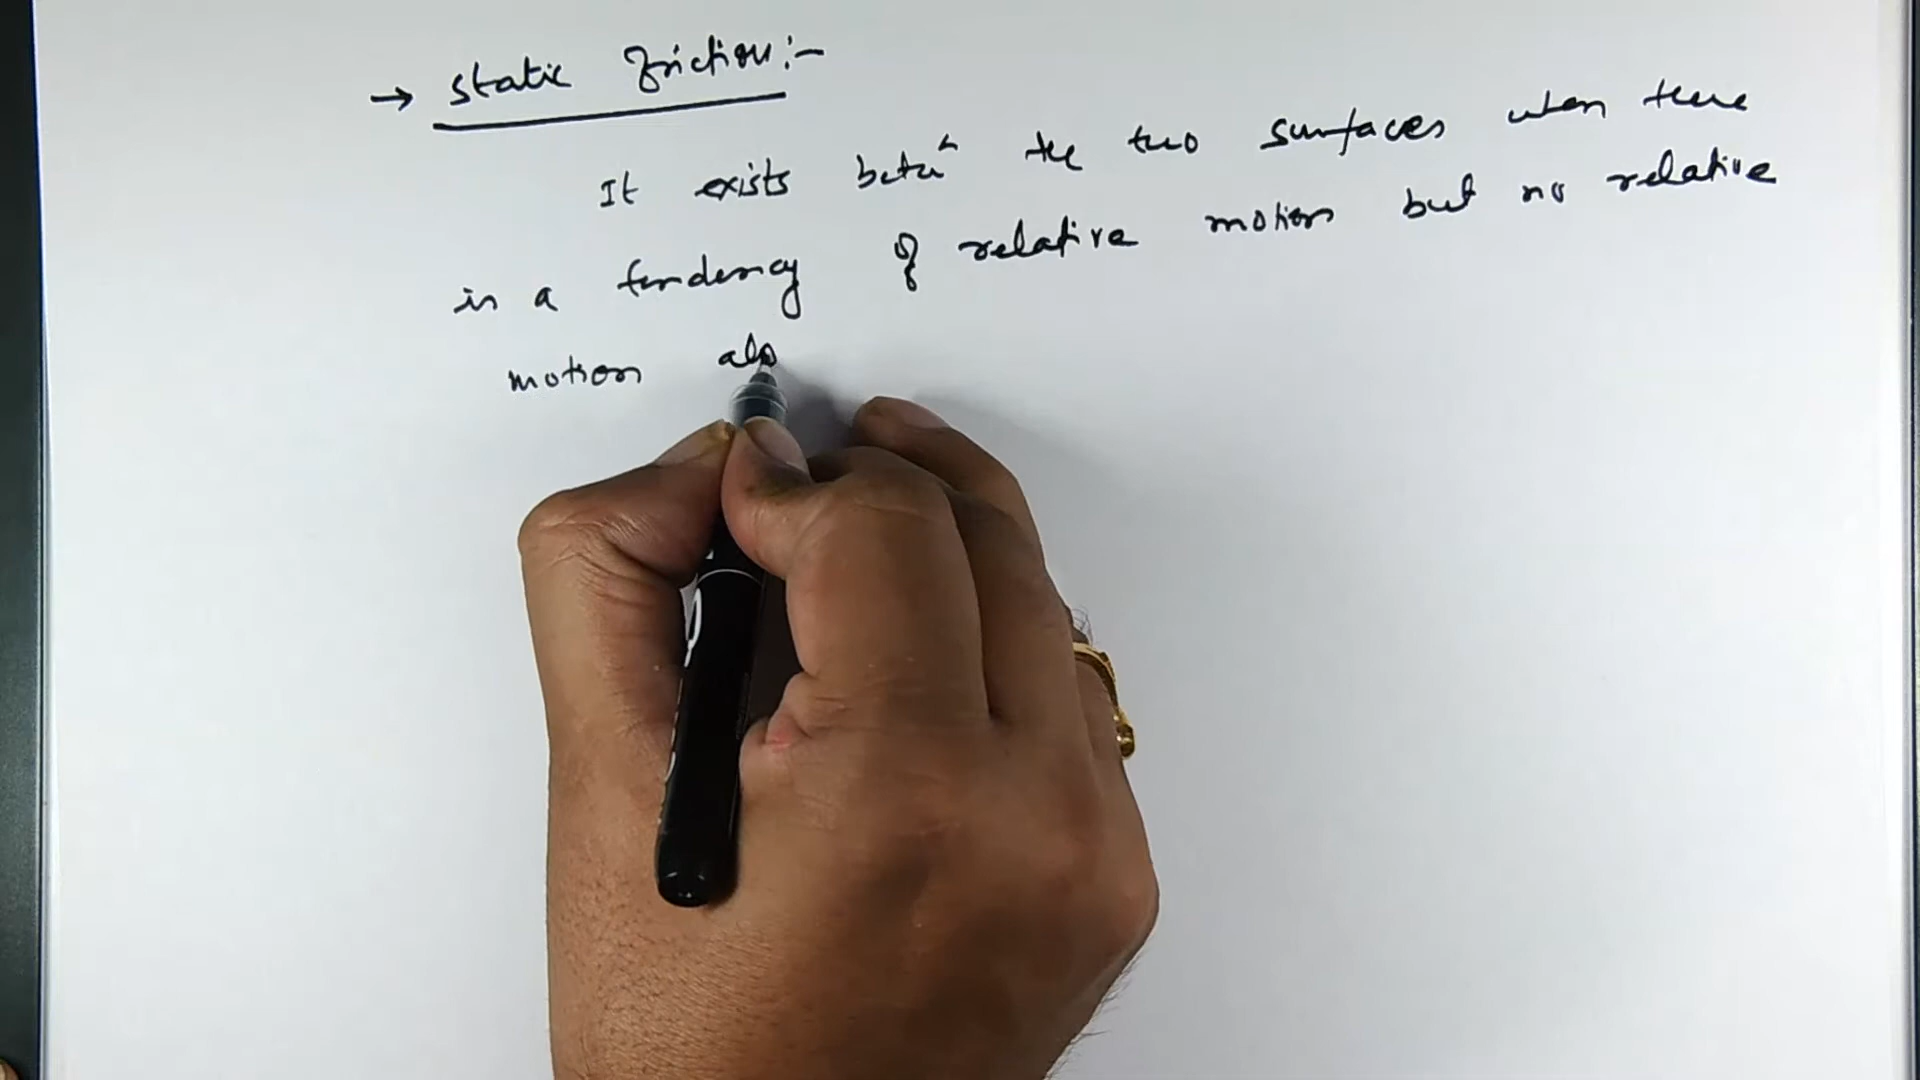 → static friction:-
It exists betwⁿ the two surfaces when there
is a tendency of relative motion but no relative
motion alo